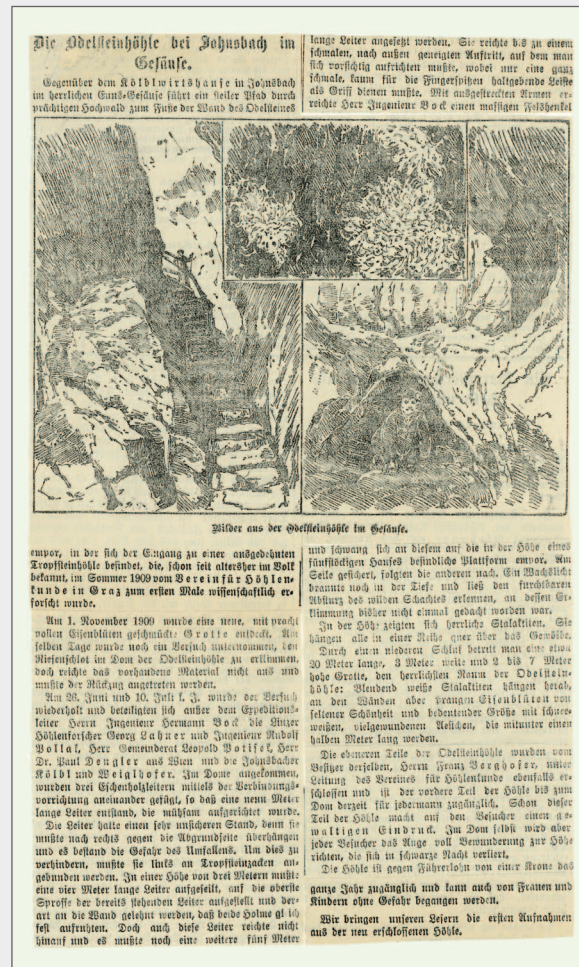 Die Odelsteinhöhle bei Johnsbach im
Gesäuse.
Gegenüber dem Kölblwirtshause in Johnsbach
im herrlichen Enns-Gesäuse führt ein steiler Pfad durch
prächtigen Hochwald zum Fuße der Wand des Odelsteines
empor, in der sich der Eingang zu einer ausgedehnten
Tropfsteinhöhle befindet, die, schon seit altersher im Volk
bekannt, im Sommer 1909 vom Verein für Höhlen-
kunde in Graz zum ersten Male wissenschaftlich er-
forscht wurde.
Am 1. November 1909 wurde eine neue, mit pracht
vollen Eisenblüten geschmückte Grotte entdeckt. Am
selben Tage wurde noch ein Versuch unternommen, den
Riesenschlot im Dom der Odelsteinhöhle zu erklimmen,
doch reichte das vorhandene Material nicht aus und
mußte der Rückzug angetreten werden.
Am 26. Juni und 10. Juli l. J. wurde der Versuch
wiederholt und beteiligten sich außer dem Expeditions-
leiter Herrn Ingenieur Hermann Bock die Linzer
Höhlenforscher Georg Lahner und Ingenieur Rudolf
Pollak, Herr Gemeinderat Leopold Potisek, Herr
Dr. Paul Dengler aus Wien und die Johnsbacher
Kölbl und Weiglhofer. Im Dome angekommen,
wurden drei Eschenholzleitern mittels der Verbindungs-
vorrichtung aneinander gefügt, so daß eine neun Meter
lange Leiter entstand, die mühsam aufgerichtet wurde.
Die Leiter hatte einen sehr unsicheren Stand, denn sie
mußte nach rechts gegen die Abgrundseite überhängen
und es bestand die Gefahr des Umfallens. Um dies zu
verhindern, mußte sie links an Tropfsteinzacken an-
gebunden werden. In einer Höhe von drei Metern mußte
eine vier Meter lange Leiter aufgeseilt, auf die oberste
Sprosse der bereits stehenden Leiter aufgestellt und der-
art an die Wand gelehnt werden, daß beide Holme gleich
fest aufruhten. Doch auch diese Leiter reichte nicht
hinauf und es mußte noch eine weitere fünf Meter
lange Leiter angesetzt werden. Sie reichte bis zu einem
schmalen, nach außen geneigten Auftritt, auf dem man
sich vorsichtig aufrichten mußte, wobei nur eine ganz
schmale, kaum für die Fingerspitzen haltgebende Leiste
als Griff dienen mußte. Mit ausgestreckten Armen er-
reichte Herr Ingenieur Bock einen massigen Felshenkel
Bilder aus der Odelsteinhöhle im Gesäuse.
und schwang sich an diesem auf die in der Höhe eines
fünfstöckigen Hauses befindliche Plattform empor. Am
Seile gesichert, folgten die anderen nach. Ein Wachslicht
brannte noch in der Tiefe und ließ den furchtbaren
Absturz des wilden Schachtes erkennen, an dessen Er-
klimmung bisher nicht einmal gedacht worden war.
In der Höhe zeigten sich herrliche Stalaktiten. Sie
hängen alle in einer Reihe quer über das Gewölbe.
Durch einen niederen Schluf betritt man eine etwa
20 Meter lange, 3 Meter weite und 2 bis 7 Meter
hohe Grotte, den herrlichsten Raum der Odelstein-
höhle: Blendend weiße Stalaktiten hängen herab,
an den Wänden aber prangen Eisenblüten von
seltener Schönheit und bedeutender Größe mit schnee-
weißen, vielgewundenen Aestchen, die mitunter einen
halben Meter lang werden.
Die ebeneren Teile der Odelsteinhöhle wurden vom
Besitzer derselben, Herrn Franz Berghofer, unter
Leitung des Vereines für Höhlenkunde ebenfalls er-
schlossen und ist der vordere Teil der Höhle bis zum
Dom derzeit für jedermann zugänglich. Schon dieser
Teil der Höhle macht auf den Besucher einen ge-
waltigen Eindruck. Im Dom selbst wird aber
jeder Besucher das Auge voll Bewunderung zur Höhe
richten, die sich in schwarze Nacht verliert.
Die Höhle ist gegen Führerlohn von einer Krone das
ganze Jahr zugänglich und kann auch von Frauen und
Kindern ohne Gefahr begangen werden.
Wir bringen unseren Lesern die ersten Aufnahmen
aus der neu erschlossenen Höhle.